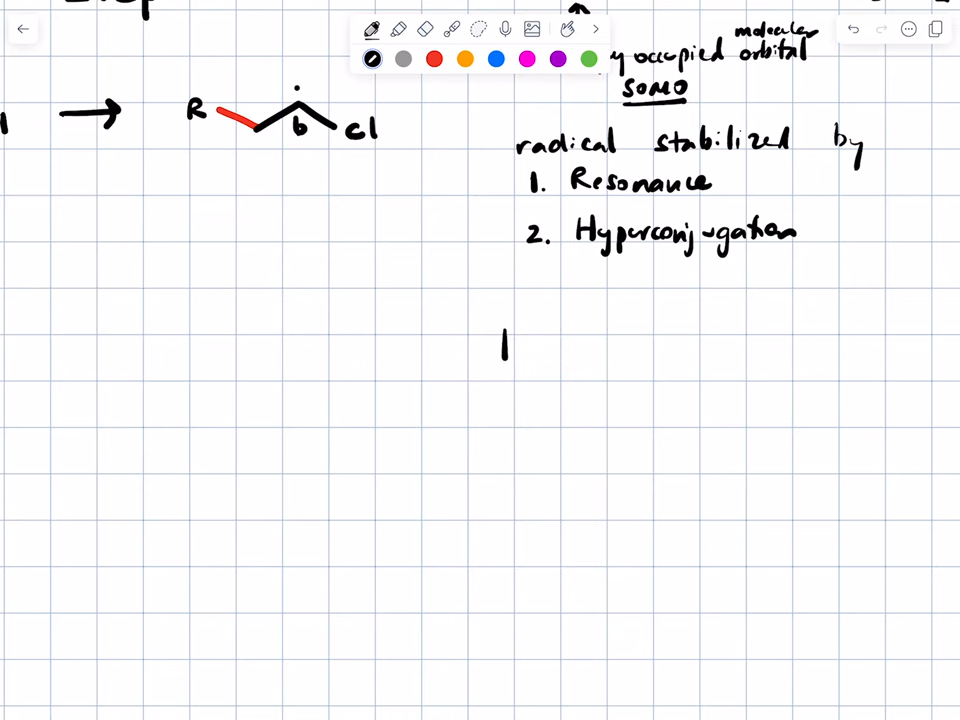 molecular
y occupied orbital
SOMO
R b Cl
radical stabilized by
1. Resonance
2. Hyperconjugation